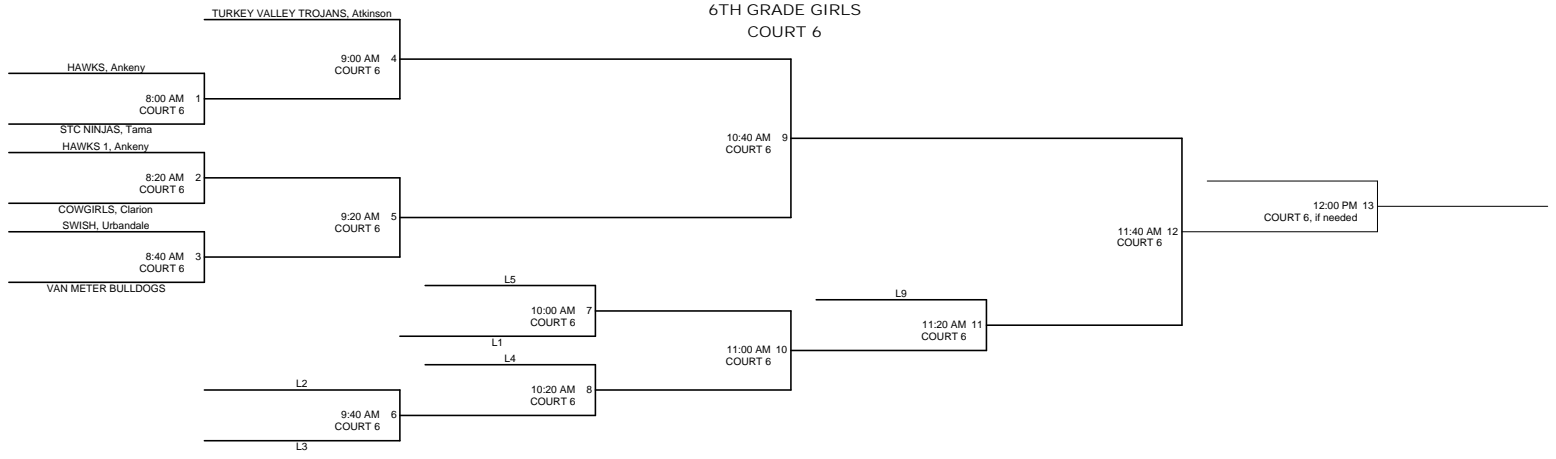 6TH GRADE GIRLS
COURT 6
TURKEY VALLEY TROJANS, Atkinson
9:00 AM 4
COURT 6
HAWKS, Ankeny
8:00 AM 1
COURT 6
STC NINJAS, Tama
HAWKS 1, Ankeny
8:20 AM 2
COURT 6
COWGIRLS, Clarion
SWISH, Urbandale
8:40 AM 3
COURT 6
VAN METER BULLDOGS
9:20 AM 5
COURT 6
10:40 AM 9
COURT 6
11:40 AM 12
COURT 6
12:00 PM 13
COURT 6, if needed
L5
10:00 AM 7
COURT 6
L1
L4
10:20 AM 8
COURT 6
L2
9:40 AM 6
COURT 6
L3
11:00 AM 10
COURT 6
L9
11:20 AM 11
COURT 6